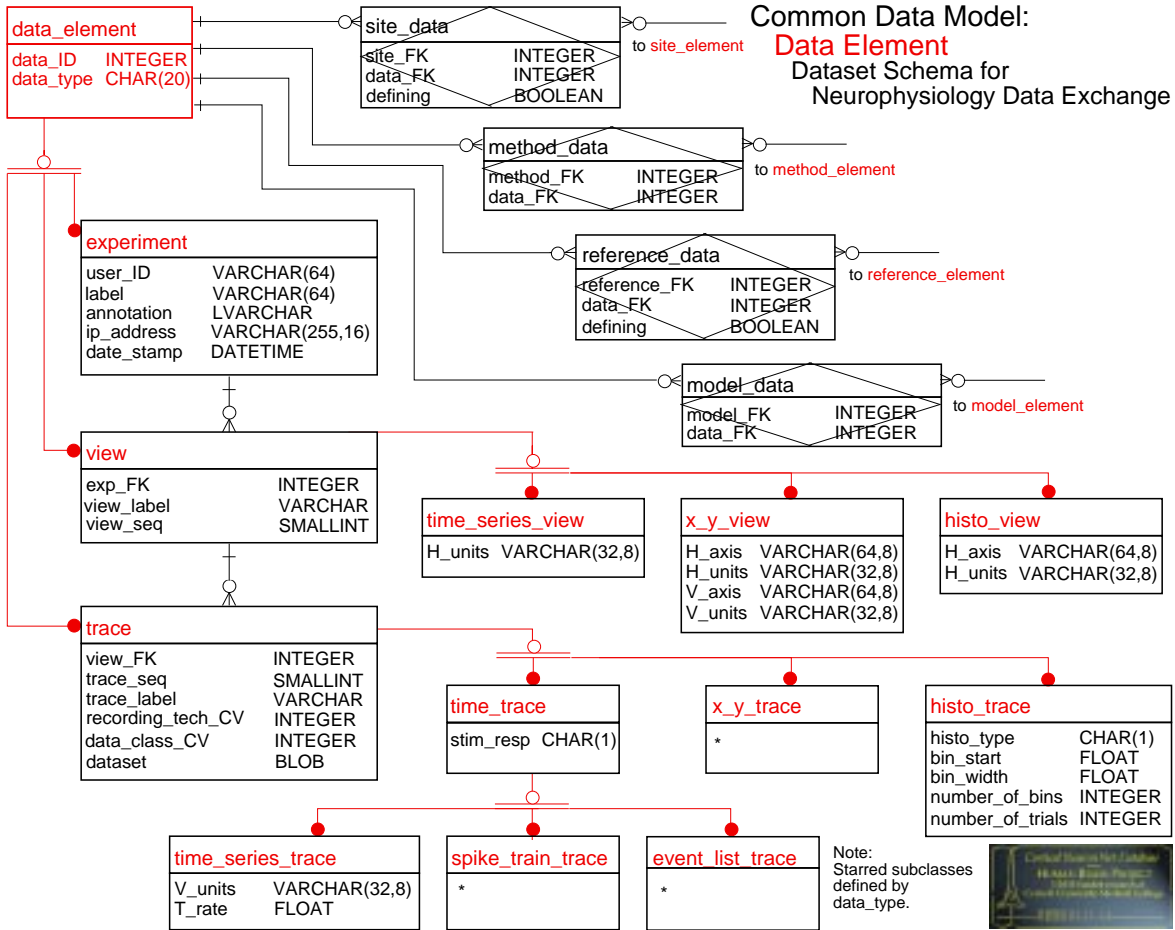 Common Data Model:
Data Element
Dataset Schema for
Neurophysiology Data Exchange
data_element
data_ID INTEGER
data_type CHAR(20)
site_data
site_FK INTEGER
data_FK INTEGER
defining BOOLEAN
to site_element
method_data
method_FK INTEGER
data_FK INTEGER
to method_element
reference_data
reference_FK INTEGER
data_FK INTEGER
defining BOOLEAN
to reference_element
model_data
model_FK INTEGER
data_FK INTEGER
to model_element
experiment
user_ID VARCHAR(64)
label VARCHAR(64)
annotation LVARCHAR
ip_address VARCHAR(255,16)
date_stamp DATETIME
view
exp_FK INTEGER
view_label VARCHAR
view_seq SMALLINT
time_series_view
H_units VARCHAR(32,8)
x_y_view
H_axis VARCHAR(64,8)
H_units VARCHAR(32,8)
V_axis VARCHAR(64,8)
V_units VARCHAR(32,8)
histo_view
H_axis VARCHAR(64,8)
H_units VARCHAR(32,8)
trace
view_FK INTEGER
trace_seq SMALLINT
trace_label VARCHAR
recording_tech_CV INTEGER
data_class_CV INTEGER
dataset BLOB
time_trace
stim_resp CHAR(1)
x_y_trace
*
histo_trace
histo_type CHAR(1)
bin_start FLOAT
bin_width FLOAT
number_of_bins INTEGER
number_of_trials INTEGER
time_series_trace
V_units VARCHAR(32,8)
T_rate FLOAT
spike_train_trace
*
event_list_trace
*
Note:
Starred subclasses
defined by
data_type.
Human Brain Project